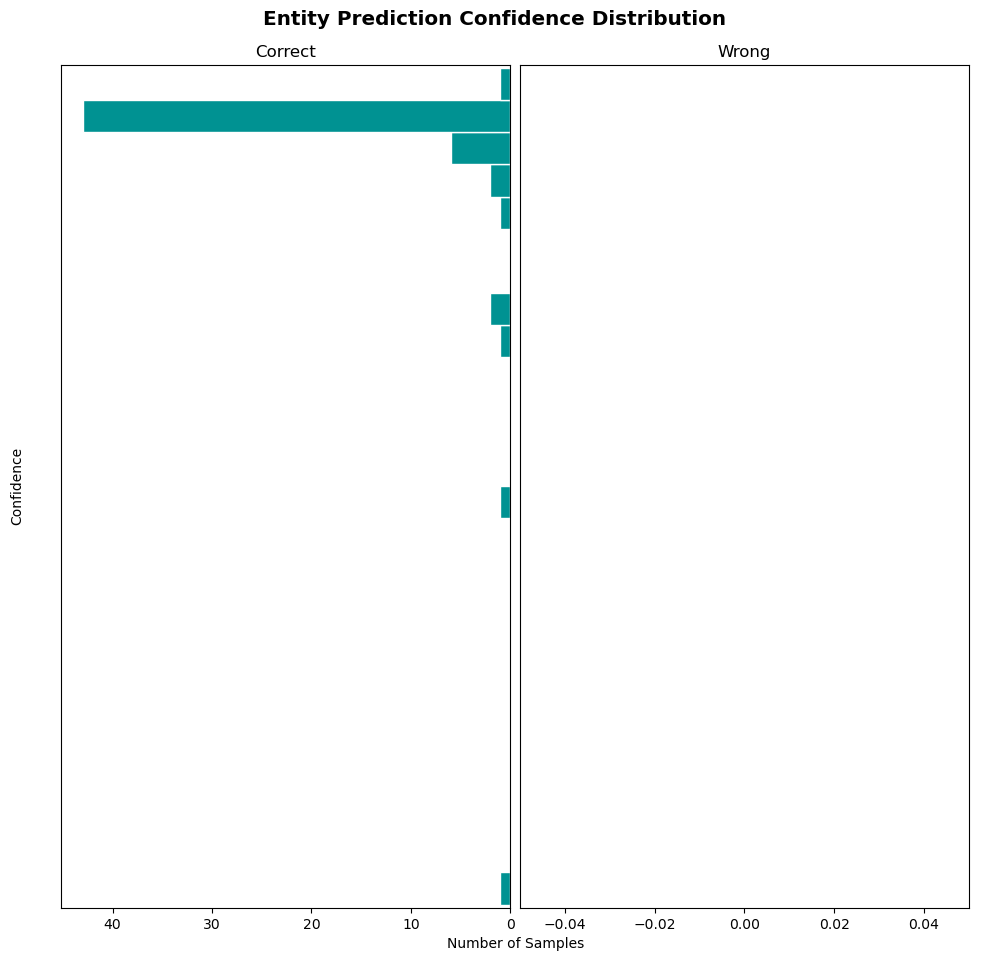 Entity Prediction Confidence Distribution
Correct
Wrong
Confidence
40 30 20 10 0
−0.04 −0.02 0.00 0.02 0.04
Number of Samples